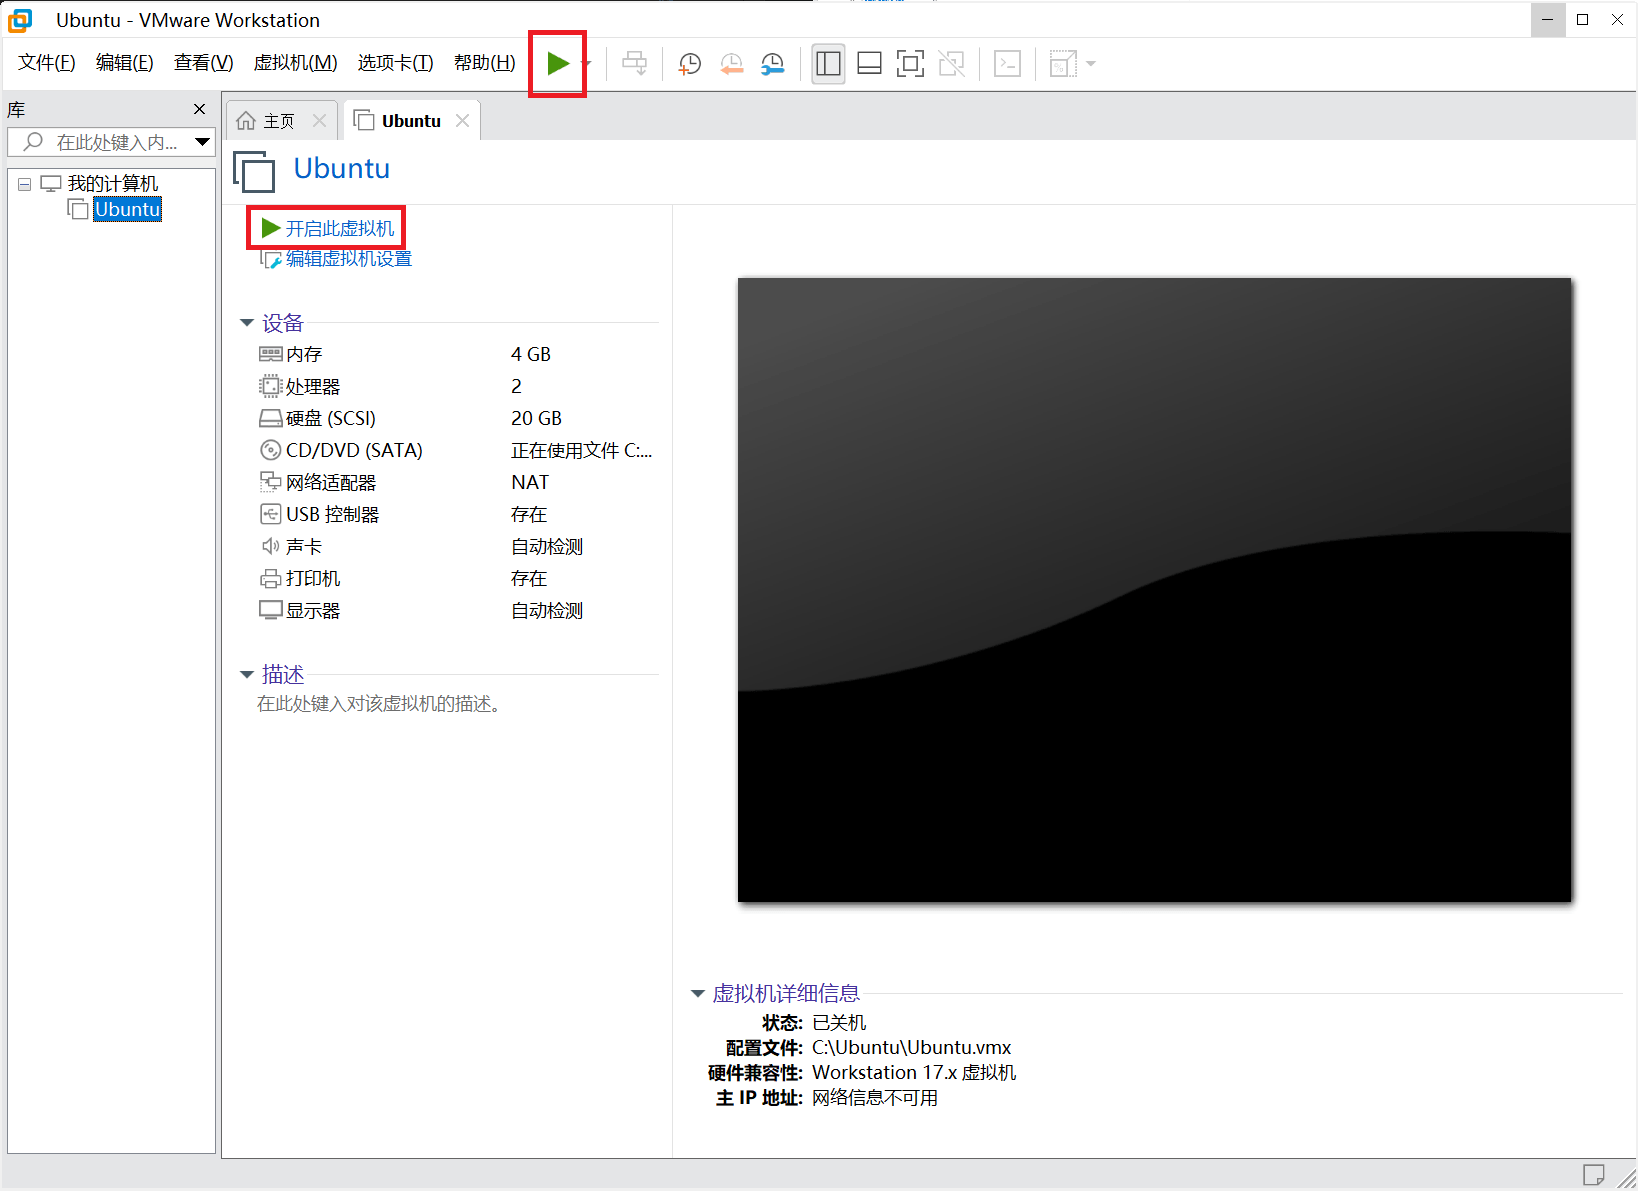 Ubuntu - VMware Workstation
文件(F) 编辑(E) 查看(V) 虚拟机(M) 选项卡(T) 帮助(H)
库
在此处键入内...
我的计算机
Ubuntu
主页 Ubuntu
Ubuntu
开启此虚拟机
编辑虚拟机设置
设备
内存 4 GB
处理器 2
硬盘 (SCSI) 20 GB
CD/DVD (SATA) 正在使用文件 C:...
网络适配器 NAT
USB 控制器 存在
声卡 自动检测
打印机 存在
显示器 自动检测
描述
在此处键入对该虚拟机的描述。
虚拟机详细信息
状态: 已关机
配置文件: C:\Ubuntu\Ubuntu.vmx
硬件兼容性: Workstation 17.x 虚拟机
主 IP 地址: 网络信息不可用